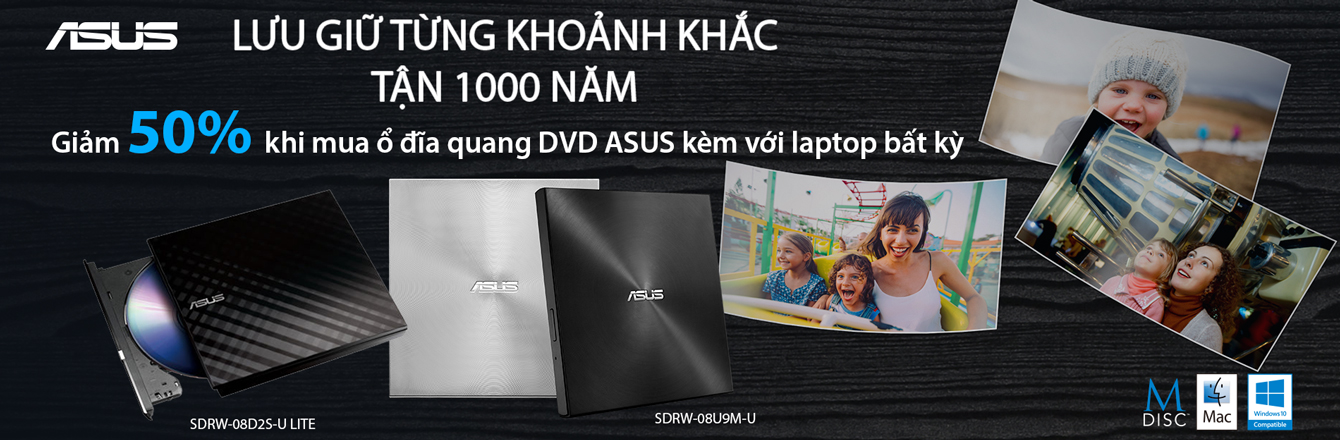 ASUS
LƯU GIỮ TỪNG KHOẢNH KHẮC
TẬN 1000 NĂM
Giảm 50% khi mua ổ đĩa quang DVD ASUS kèm với laptop bất kỳ
ASUS
ASUS
ASUS
SDRW-08D2S-U LITE
SDRW-08U9M-U
M
DISC
Mac
Windows 10
Compatible